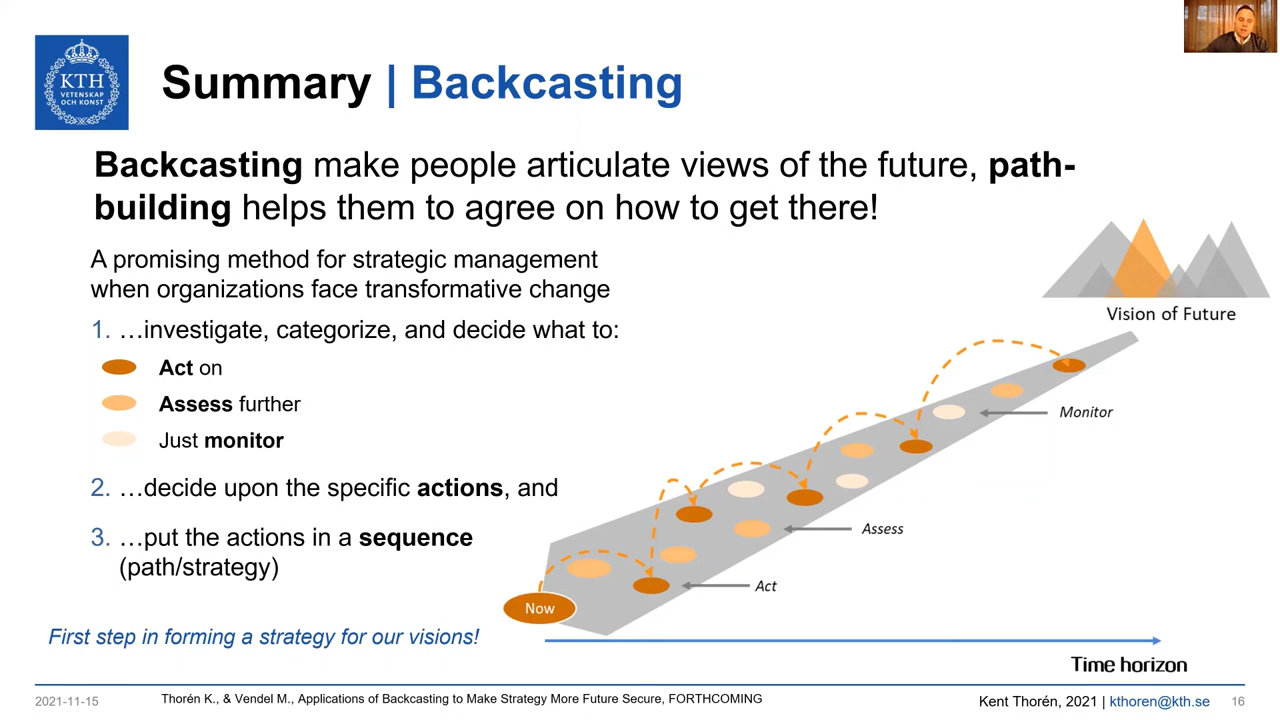 KTH
VETENSKAP
OCH KONST
Summary | Backcasting
Backcasting make people articulate views of the future, path-
building helps them to agree on how to get there!
A promising method for strategic management
when organizations face transformative change
1. …investigate, categorize, and decide what to:
Act on
Assess further
Just monitor
2. …decide upon the specific actions, and
3. …put the actions in a sequence
(path/strategy)
First step in forming a strategy for our visions!
Vision of Future
Monitor
Assess
Act
Now
Time horizon
2021-11-15
Thorén K., & Vendel M., Applications of Backcasting to Make Strategy More Future Secure, FORTHCOMING
Kent Thorén, 2021 | kthoren@kth.se
16